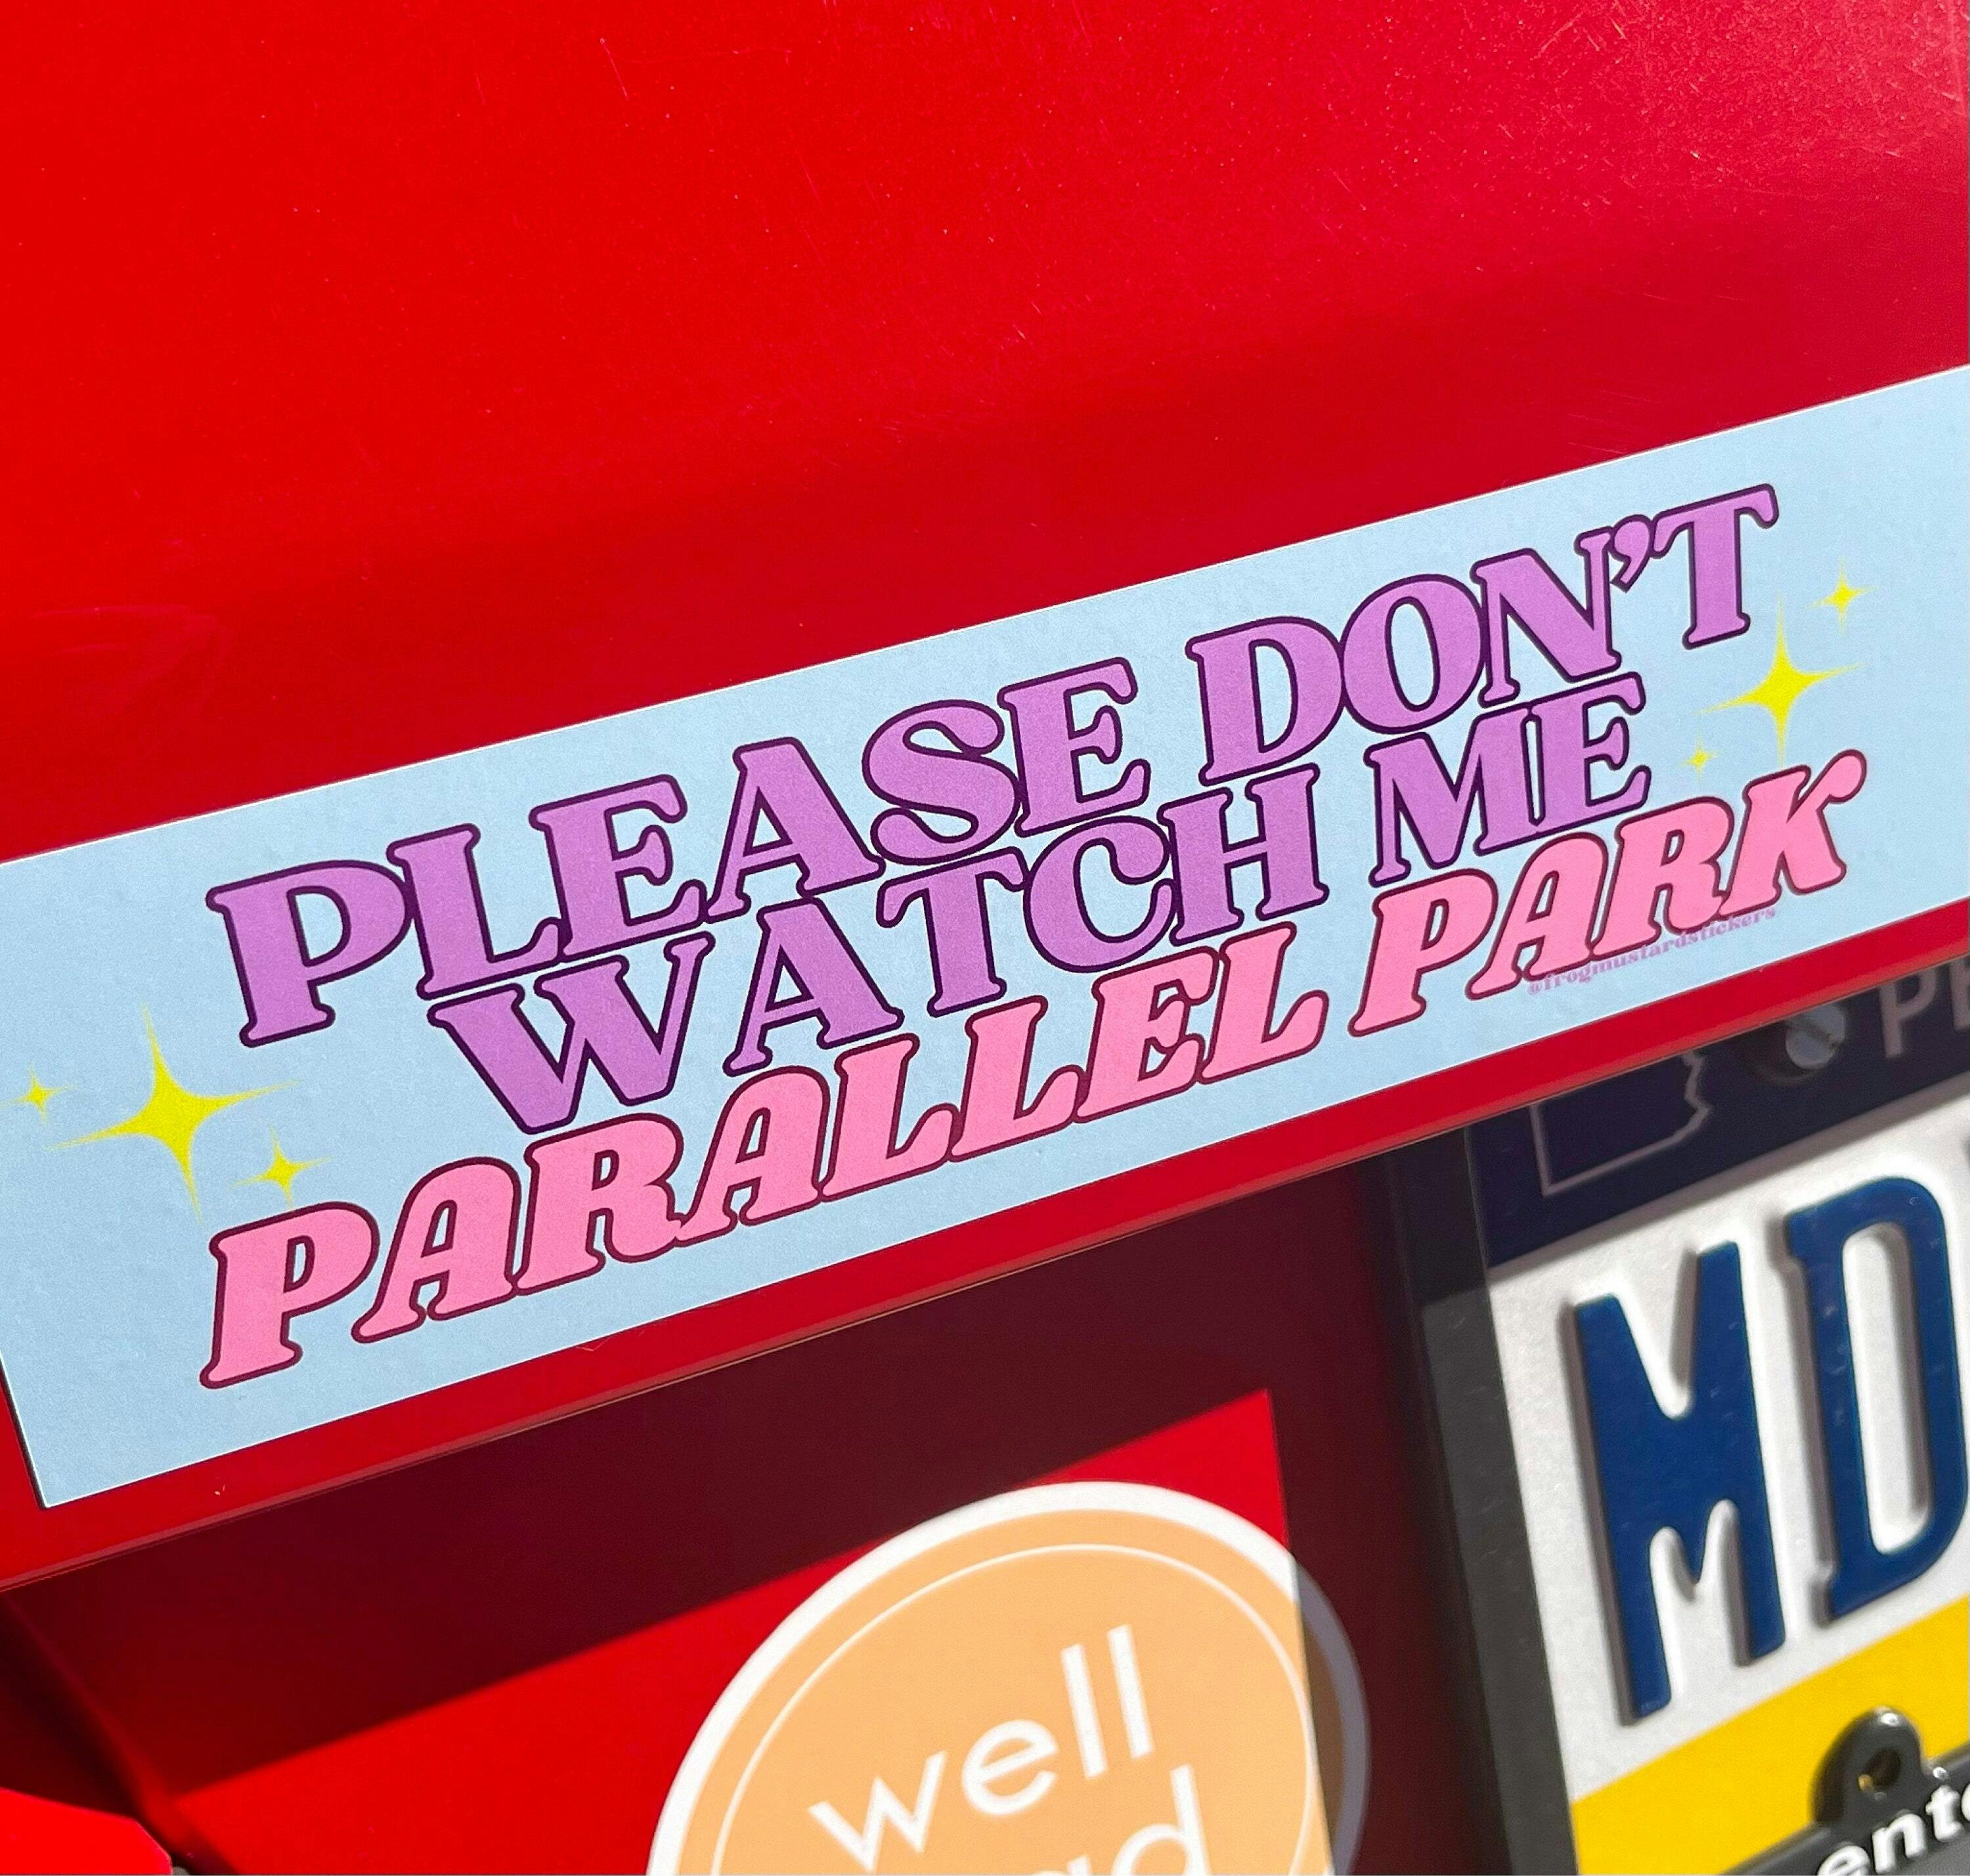 PLEASE DON'T
WATCH ME
PARALLEL PARK
@frogmustardstickers
MD
well